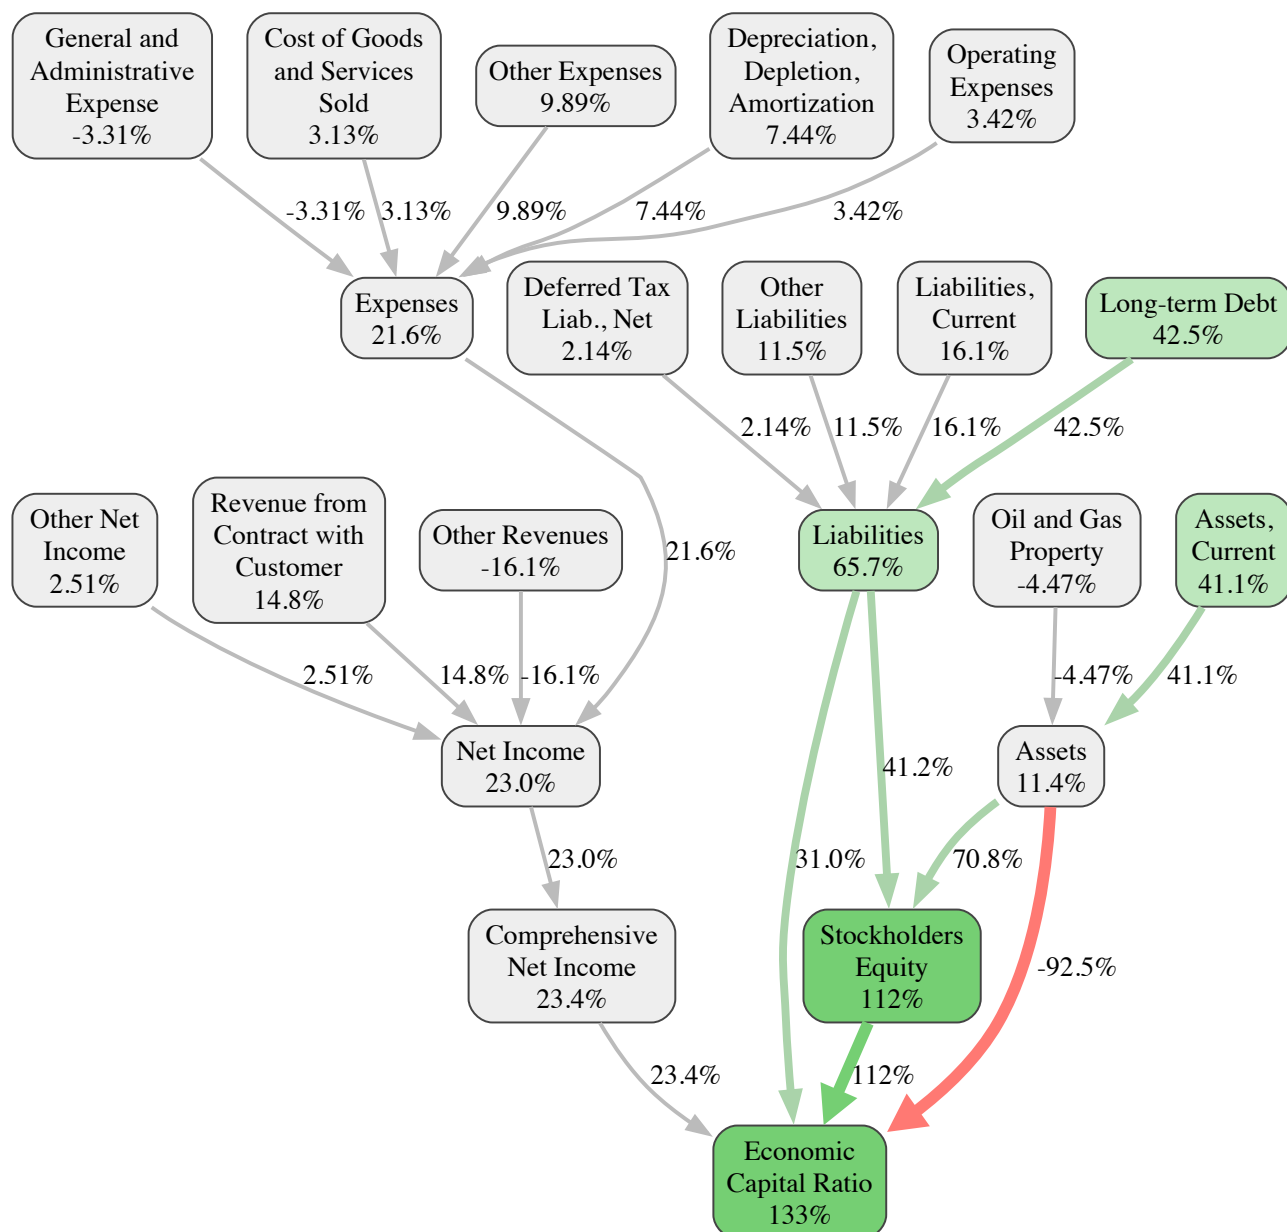 General and
Administrative
Expense
-3.31%
Cost of Goods
and Services
Sold
3.13%
Other Expenses
9.89%
Depreciation,
Depletion,
Amortization
7.44%
Operating
Expenses
3.42%
-3.31%
3.13%
9.89%
7.44%
3.42%
Expenses
21.6%
Deferred Tax
Liab., Net
2.14%
Other
Liabilities
11.5%
Liabilities,
Current
16.1%
Long-term Debt
42.5%
2.14%
11.5%
16.1%
42.5%
Other Net
Income
2.51%
Revenue from
Contract with
Customer
14.8%
Other Revenues
-16.1%
21.6%
Liabilities
65.7%
Oil and Gas
Property
-4.47%
Assets,
Current
41.1%
2.51%
14.8%
-16.1%
-4.47%
41.1%
Net Income
23.0%
41.2%
Assets
11.4%
23.0%
31.0%
70.8%
Comprehensive
Net Income
23.4%
Stockholders
Equity
112%
-92.5%
23.4%
112%
Economic
Capital Ratio
133%